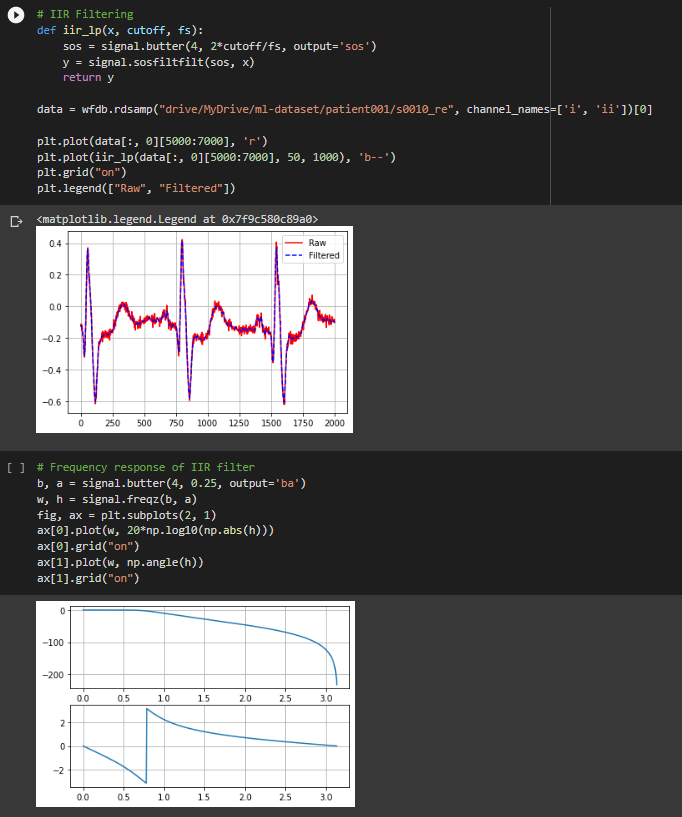 # IIR Filtering
def iir_lp(x, cutoff, fs):
    sos = signal.butter(4, 2*cutoff/fs, output='sos')
    y = signal.sosfiltfilt(sos, x)
    return y
data = wfdb.rdsamp("drive/MyDrive/ml-dataset/patient001/s0010_re", channel_names=['i', 'ii'])[0]
plt.plot(data[:, 0][5000:7000], 'r')
plt.plot(iir_lp(data[:, 0][5000:7000], 50, 1000), 'b--')
plt.grid("on")
plt.legend(["Raw", "Filtered"])
<matplotlib.legend.Legend at 0x7f9c580c89a0>
Raw
Filtered
0.4
0.2
0.0
−0.2
−0.4
−0.6
0 250 500 750 1000 1250 1500 1750 2000
[ ] # Frequency response of IIR filter
b, a = signal.butter(4, 0.25, output='ba')
w, h = signal.freqz(b, a)
fig, ax = plt.subplots(2, 1)
ax[0].plot(w, 20*np.log10(np.abs(h)))
ax[0].grid("on")
ax[1].plot(w, np.angle(h))
ax[1].grid("on")
0
−100
−200
0.0 0.5 1.0 1.5 2.0 2.5 3.0
2
0
−2
0.0 0.5 1.0 1.5 2.0 2.5 3.0